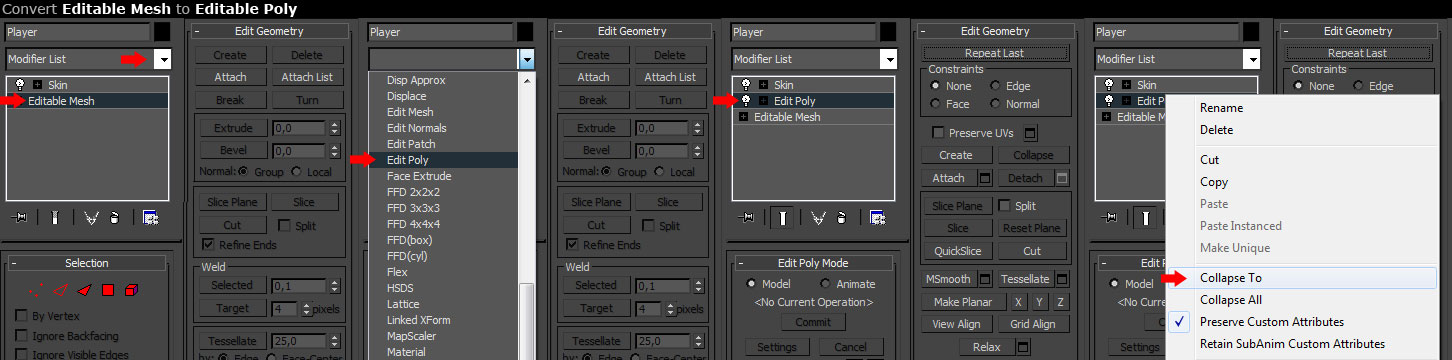 Convert Editable Mesh to Editable Poly
Player
Modifier List
Skin
Editable Mesh
Selection
By Vertex
Ignore Backfacing
Ignore Visible Edges
Edit Geometry
Create Delete
Attach Attach List
Break Turn
Extrude 0,0
Bevel 0,0
Normal: Group Local
Slice Plane Slice
Cut Split
Refine Ends
Weld
Selected 0,1
Target 4 pixels
Tessellate 25,0
by: Edge Face-Center
Player
Disp Approx
Displace
Edit Mesh
Edit Normals
Edit Patch
Edit Poly
Face Extrude
FFD 2x2x2
FFD 3x3x3
FFD 4x4x4
FFD(box)
FFD(cyl)
Flex
HSDS
Lattice
Linked XForm
MapScaler
Material
Edit Geometry
Create Delete
Attach Attach List
Break Turn
Extrude 0,0
Bevel 0,0
Normal: Group Local
Slice Plane Slice
Cut Split
Refine Ends
Weld
Selected 0,1
Target 4 pixels
Tessellate 25,0
by: Edge Face-Center
Player
Modifier List
Skin
Edit Poly
Editable Mesh
Edit Poly Mode
Model Animate
<No Current Operation>
Commit
Settings Cancel
Edit Geometry
Repeat Last
Constraints
None Edge
Face Normal
Preserve UVs
Create Collapse
Attach Detach
Slice Plane Split
Slice Reset Plane
QuickSlice Cut
MSmooth Tessellate
Make Planar X Y Z
View Align Grid Align
Relax
Player
Modifier List
Skin
Edit P
Editable M
Edit P
Model
<No Cur
C
Settings
Edit Geometry
Repeat Last
Constraints
None Edge
Rename
Delete
Cut
Copy
Paste
Paste Instanced
Make Unique
Collapse To
Collapse All
Preserve Custom Attributes
Retain SubAnim Custom Attributes